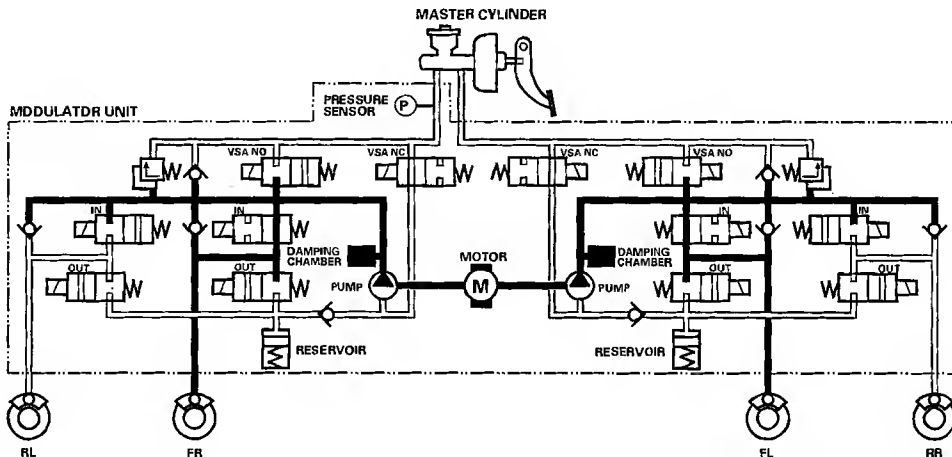 MASTER CYLINDER
PRESSURE
SENSOR
P
MODULATOR UNIT
VSA NO
VSA NC
VSA NC
VSA NO
IN
IN
IN
IN
DAMPING
CHAMBER
MOTOR
DAMPING
CHAMBER
OUT
OUT
PUMP
M
PUMP
OUT
OUT
RESERVOIR
RESERVOIR
RL
FR
FL
RR